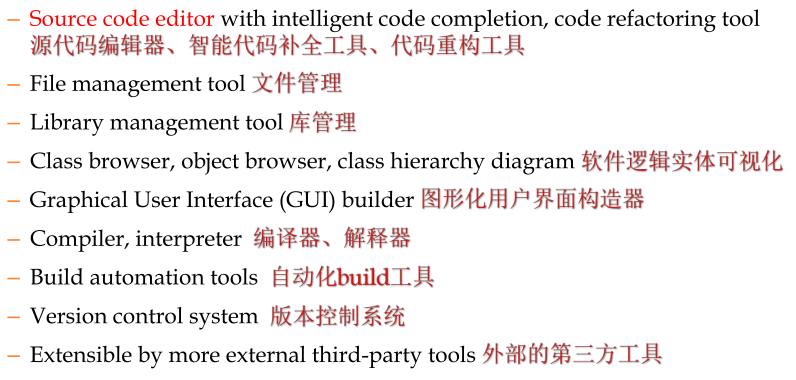 – Source code editor with intelligent code completion, code refactoring tool
源代码编辑器、智能代码补全工具、代码重构工具
– File management tool 文件管理
– Library management tool 库管理
– Class browser, object browser, class hierarchy diagram 软件逻辑实体可视化
– Graphical User Interface (GUI) builder 图形化用户界面构造器
– Compiler, interpreter 编译器、解释器
– Build automation tools 自动化build工具
– Version control system 版本控制系统
– Extensible by more external third-party tools 外部的第三方工具